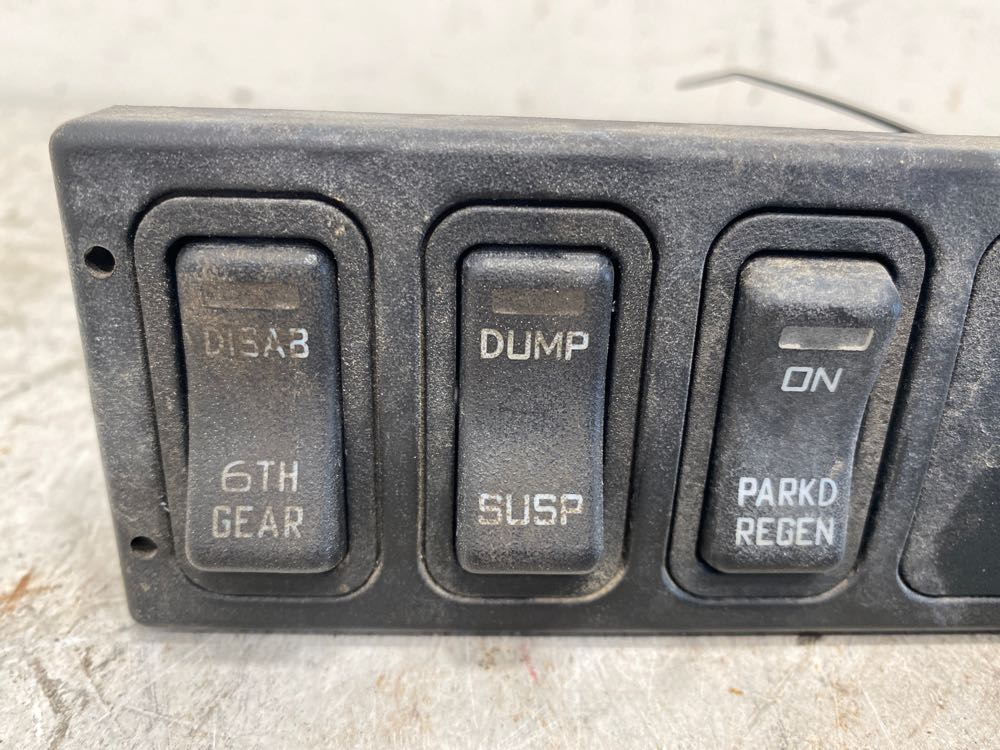 DISAB
6TH
GEAR
DUMP
SUSP
ON
PARKD
REGEN